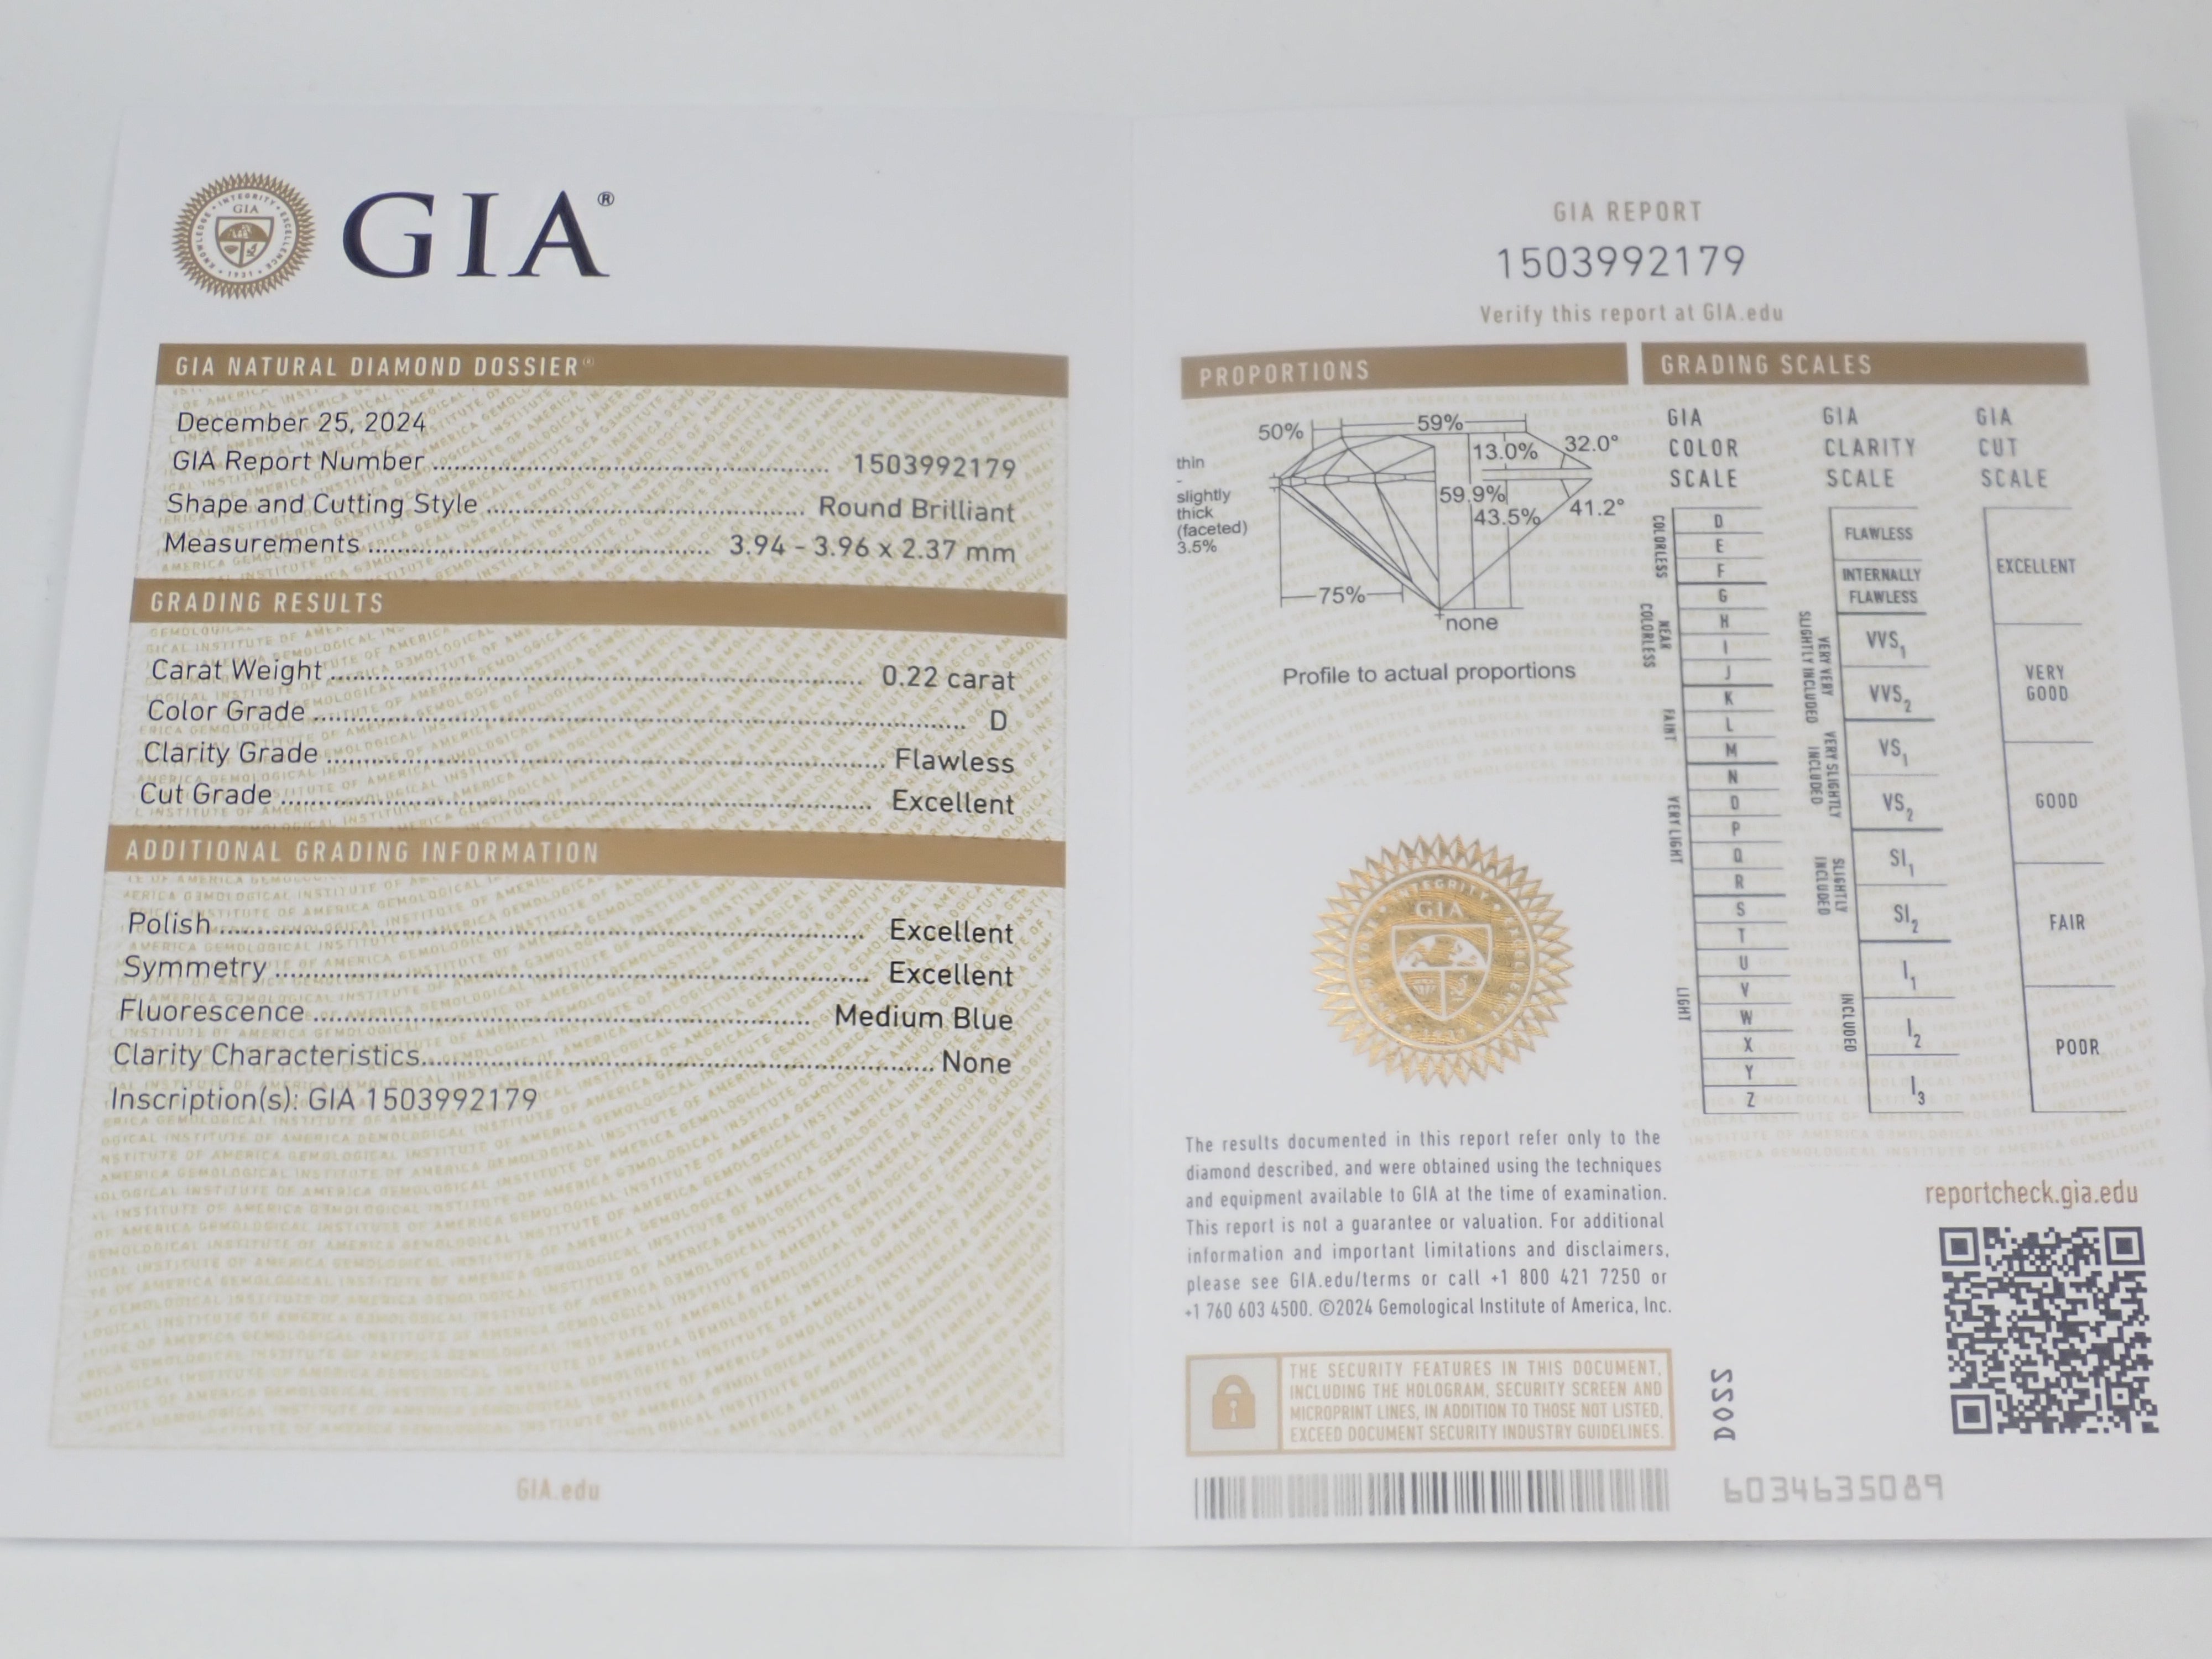 GIA®
GIA NATURAL DIAMOND DOSSIER®
December 25, 2024
GIA Report Number 1503992179
Shape and Cutting Style Round Brilliant
Measurements 3.94 – 3.96 x 2.37 mm
GRADING RESULTS
Carat Weight 0.22 carat
Color Grade D
Clarity Grade Flawless
Cut Grade Excellent
ADDITIONAL GRADING INFORMATION
Polish Excellent
Symmetry Excellent
Fluorescence Medium Blue
Clarity Characteristics None
Inscription(s): GIA 1503992179
GIA.edu
GIA REPORT
1503992179
Verify this report at GIA.edu
PROPORTIONS
50%
59%
13.0%
32.0°
thin
-
slightly
thick
(faceted)
3.5%
59.9%
43.5%
41.2°
75%
none
Profile to actual proportions
INTEGRITY
GIA
The results documented in this report refer only to the
diamond described, and were obtained using the techniques
and equipment available to GIA at the time of examination.
This report is not a guarantee or valuation. For additional
information and important limitations and disclaimers,
please see GIA.edu/terms or call +1 800 421 7250 or
+1 760 603 4500. ©2024 Gemological Institute of America, Inc.
THE SECURITY FEATURES IN THIS DOCUMENT,
INCLUDING THE HOLOGRAM, SECURITY SCREEN AND
MICROPRINT LINES, IN ADDITION TO THOSE NOT LISTED,
EXCEED DOCUMENT SECURITY INDUSTRY GUIDELINES.
GRADING SCALES
GIA
COLOR
SCALE
COLORLESS
D
E
F
NEAR
COLORLESS
G
H
I
J
FAINT
K
L
M
VERY LIGHT
N
O
P
Q
R
LIGHT
S
T
U
V
W
X
Y
Z
GIA
CLARITY
SCALE
FLAWLESS
INTERNALLY
FLAWLESS
VERY VERY
SLIGHTLY INCLUDED
VVS1
VVS2
VERY SLIGHTLY
INCLUDED
VS1
VS2
SLIGHTLY
INCLUDED
SI1
SI2
INCLUDED
I1
I2
I3
GIA
CUT
SCALE
EXCELLENT
VERY
GOOD
GOOD
FAIR
POOR
reportcheck.gia.edu
6034635089